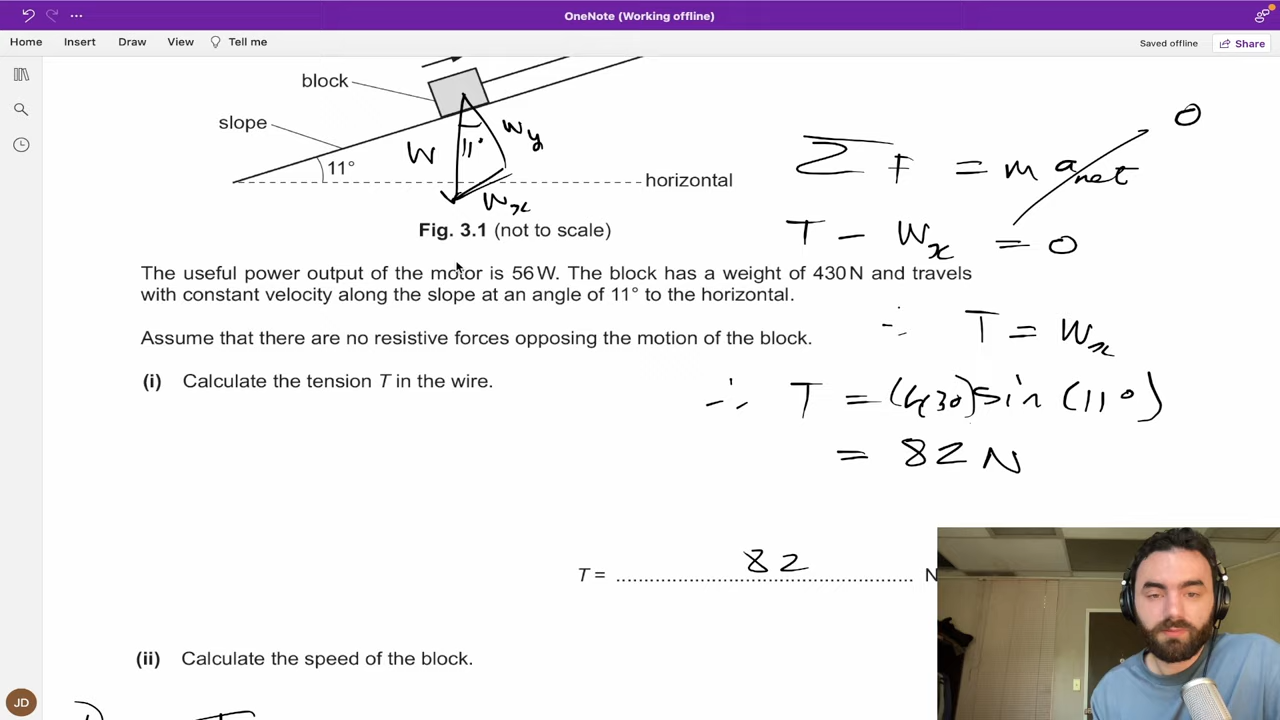 OneNote (Working offline)
Home Insert Draw View Tell me
Saved offline Share
block
slope
11°
horizontal
W 11° Wy
Wx
Fig. 3.1 (not to scale)
The useful power output of the motor is 56 W. The block has a weight of 430 N and travels
with constant velocity along the slope at an angle of 11° to the horizontal.
Assume that there are no resistive forces opposing the motion of the block.
(i) Calculate the tension T in the wire.
Σ F = m a net 0
T - Wx = 0
∴ T = Wx
∴ T = (430) sin (11°)
= 82 N
T = ........ 82 ........ N
(ii) Calculate the speed of the block.
JD